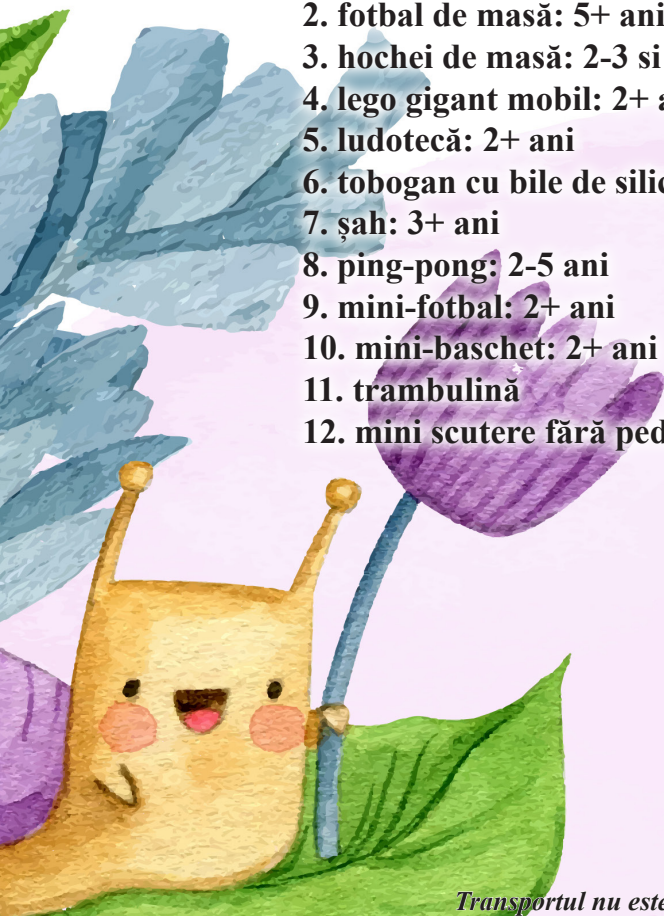 2. fotbal de masă: 5+ ani
3. hochei de masă: 2-3 si
4. lego gigant mobil: 2+ a
5. ludotecă: 2+ ani
6. tobogan cu bile de silic
7. șah: 3+ ani
8. ping-pong: 2-5 ani
9. mini-fotbal: 2+ ani
10. mini-baschet: 2+ ani
11. trambulină
12. mini scutere fără ped
Transportul nu este